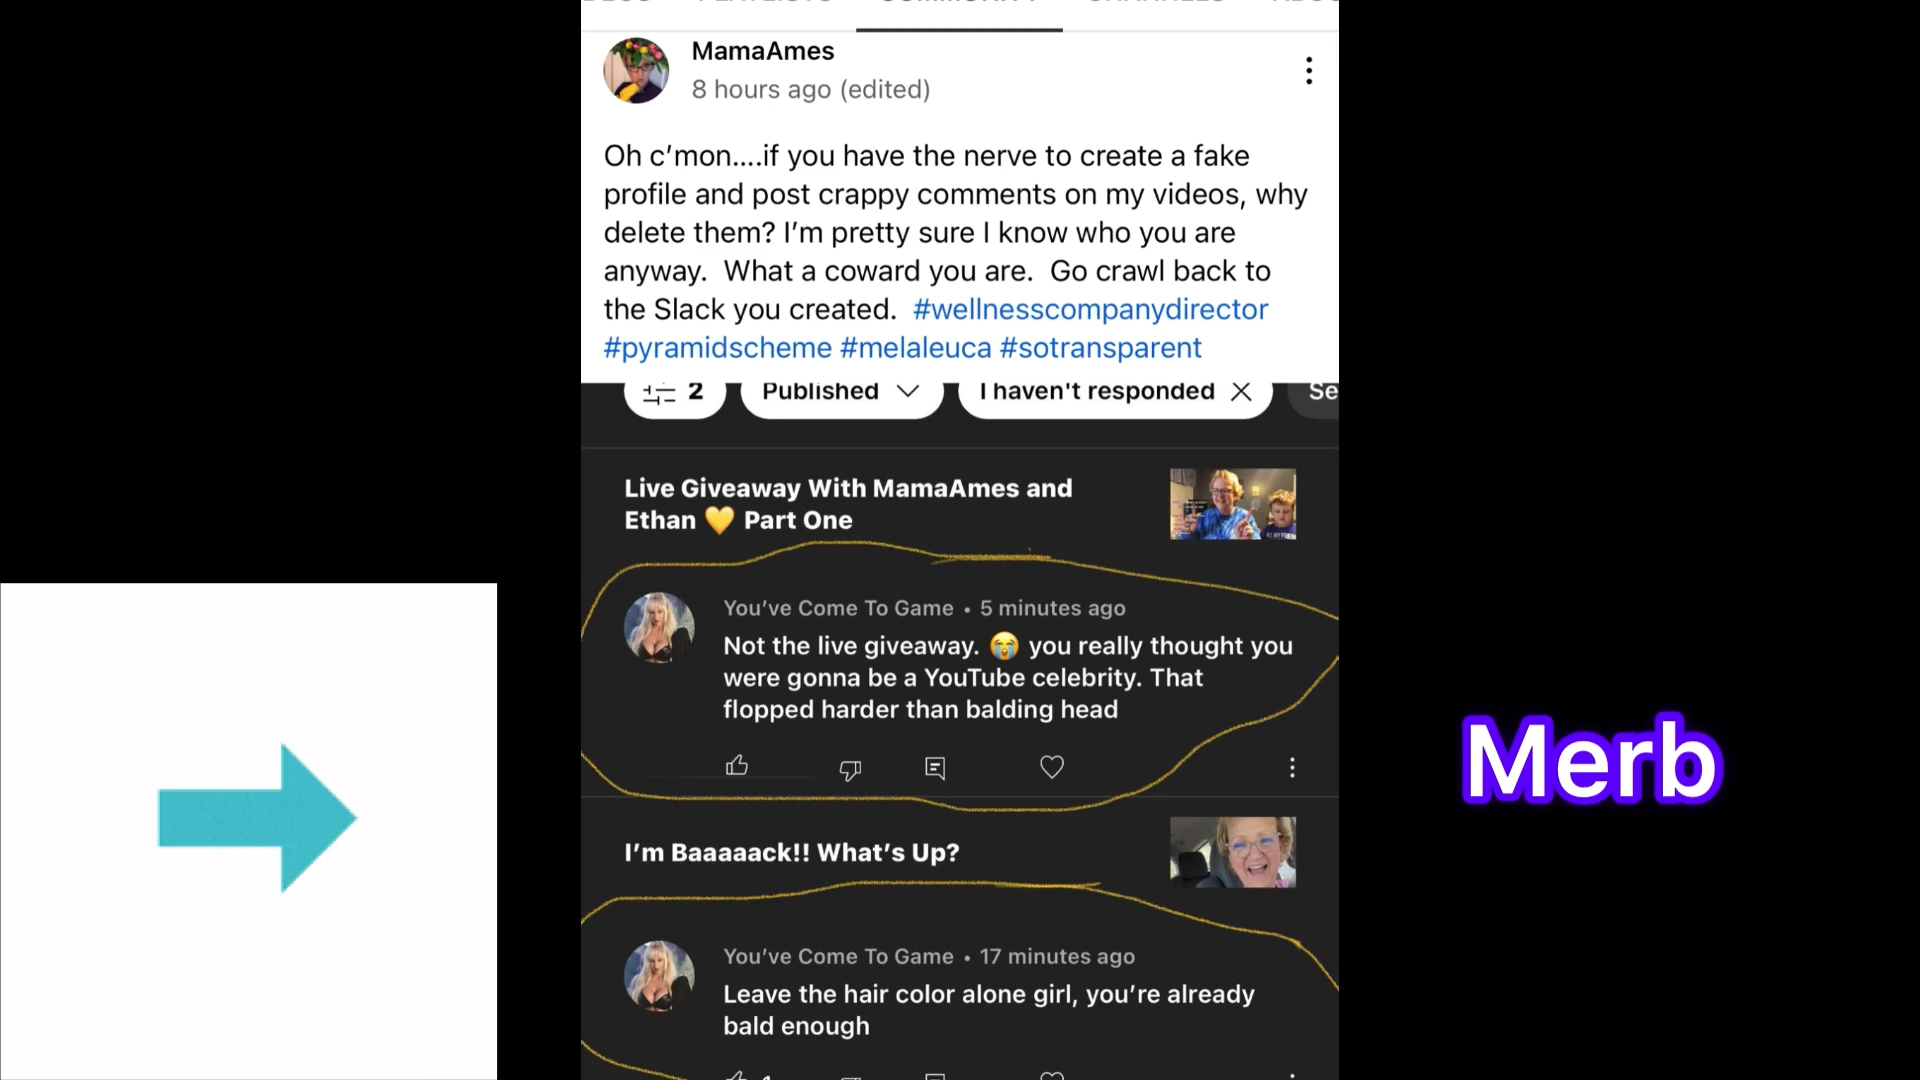 COMMUNITY
MamaAmes
8 hours ago (edited)
Oh c’mon....if you have the nerve to create a fake
profile and post crappy comments on my videos, why
delete them? I’m pretty sure I know who you are
anyway.  What a coward you are.  Go crawl back to
the Slack you created.  #wellnesscompanydirector
#pyramidscheme #melaleuca #sotransparent
2 Published I haven't responded Se
Live Giveaway With MamaAmes and
Ethan 💛 Part One
You’ve Come To Game • 5 minutes ago
Not the live giveaway. 😭 you really thought you
were gonna be a YouTube celebrity. That
flopped harder than balding head
Merb
I’m Baaaaack!! What’s Up?
You’ve Come To Game • 17 minutes ago
Leave the hair color alone girl, you’re already
bald enough
1